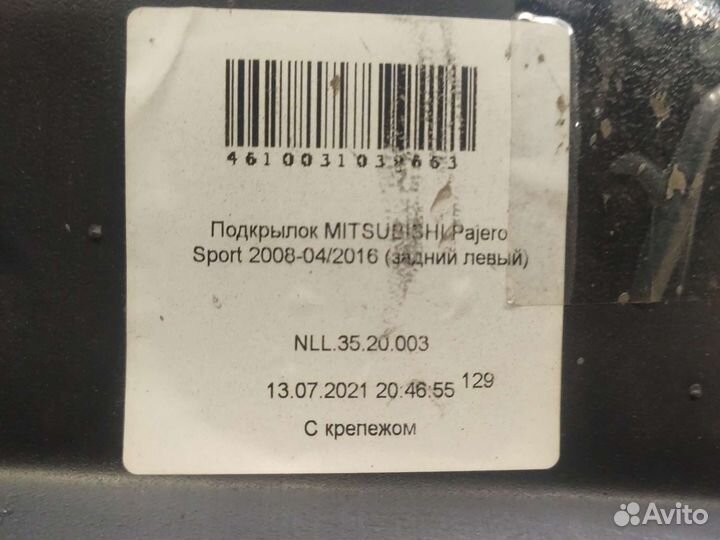 4610031039663
Подкрылок MITSUBISHI Pajero
Sport 2008-04/2016 (задний левый)
NLL.35.20.003
13.07.2021 20:46:55 129
С крепежом
Avito